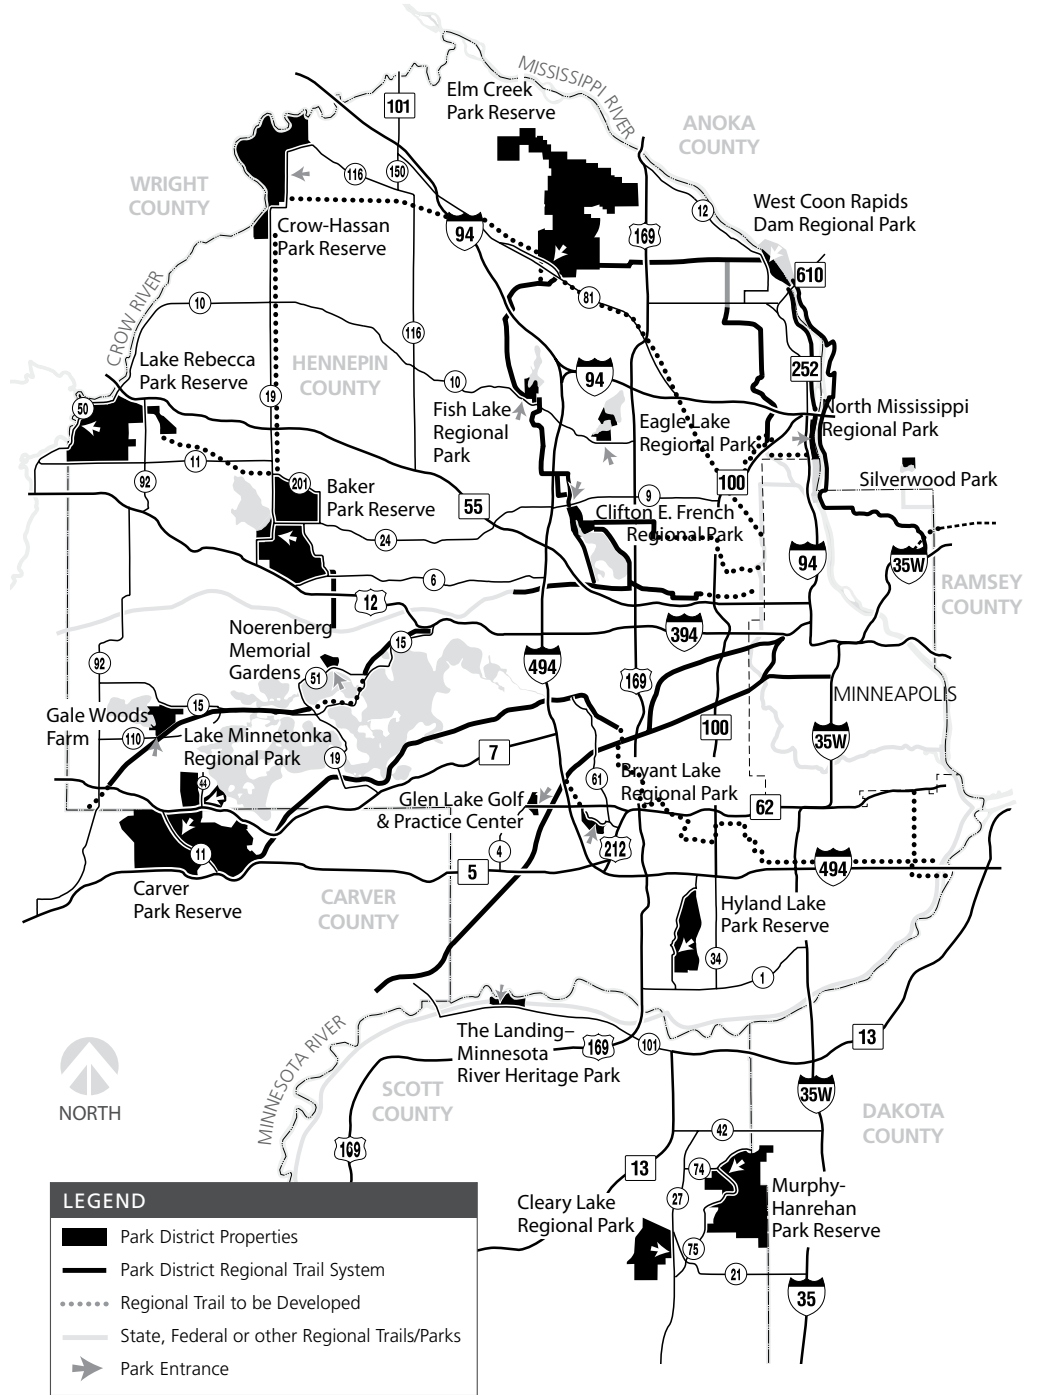 MISSISSIPPI RIVER
Elm Creek
Park Reserve
101
ANOKA
COUNTY
WRIGHT
COUNTY
116
150
12
West Coon Rapids
Dam Regional Park
Crow-Hassan
Park Reserve
94
169
610
CROW RIVER
10
81
116
Lake Rebecca
Park Reserve
HENNEPIN
COUNTY
252
94
10
19
50
Fish Lake
Regional
Park
Eagle Lake
Regional Park
North Mississippi
Regional Park
11
92
201
Baker
Park Reserve
55
9
100
Silverwood Park
Clifton E. French
Regional Park
24
94
35W
6
RAMSEY
COUNTY
12
Noerenberg
Memorial
Gardens
15
394
92
51
494
169
MINNEAPOLIS
Gale Woods
Farm
15
110
Lake Minnetonka
Regional Park
19
7
100
35W
44
61
Bryant Lake
Regional Park
Glen Lake Golf
& Practice Center
62
11
4
212
5
494
Carver
Park Reserve
CARVER
COUNTY
Hyland Lake
Park Reserve
34
1
MINNESOTA RIVER
The Landing–
Minnesota
River Heritage Park
169
101
13
NORTH
SCOTT
COUNTY
35W
DAKOTA
COUNTY
169
42
13
74
27
Murphy-
Hanrehan
Park Reserve
Cleary Lake
Regional Park
75
21
35
LEGEND
Park District Properties
Park District Regional Trail System
Regional Trail to be Developed
State, Federal or other Regional Trails/Parks
Park Entrance